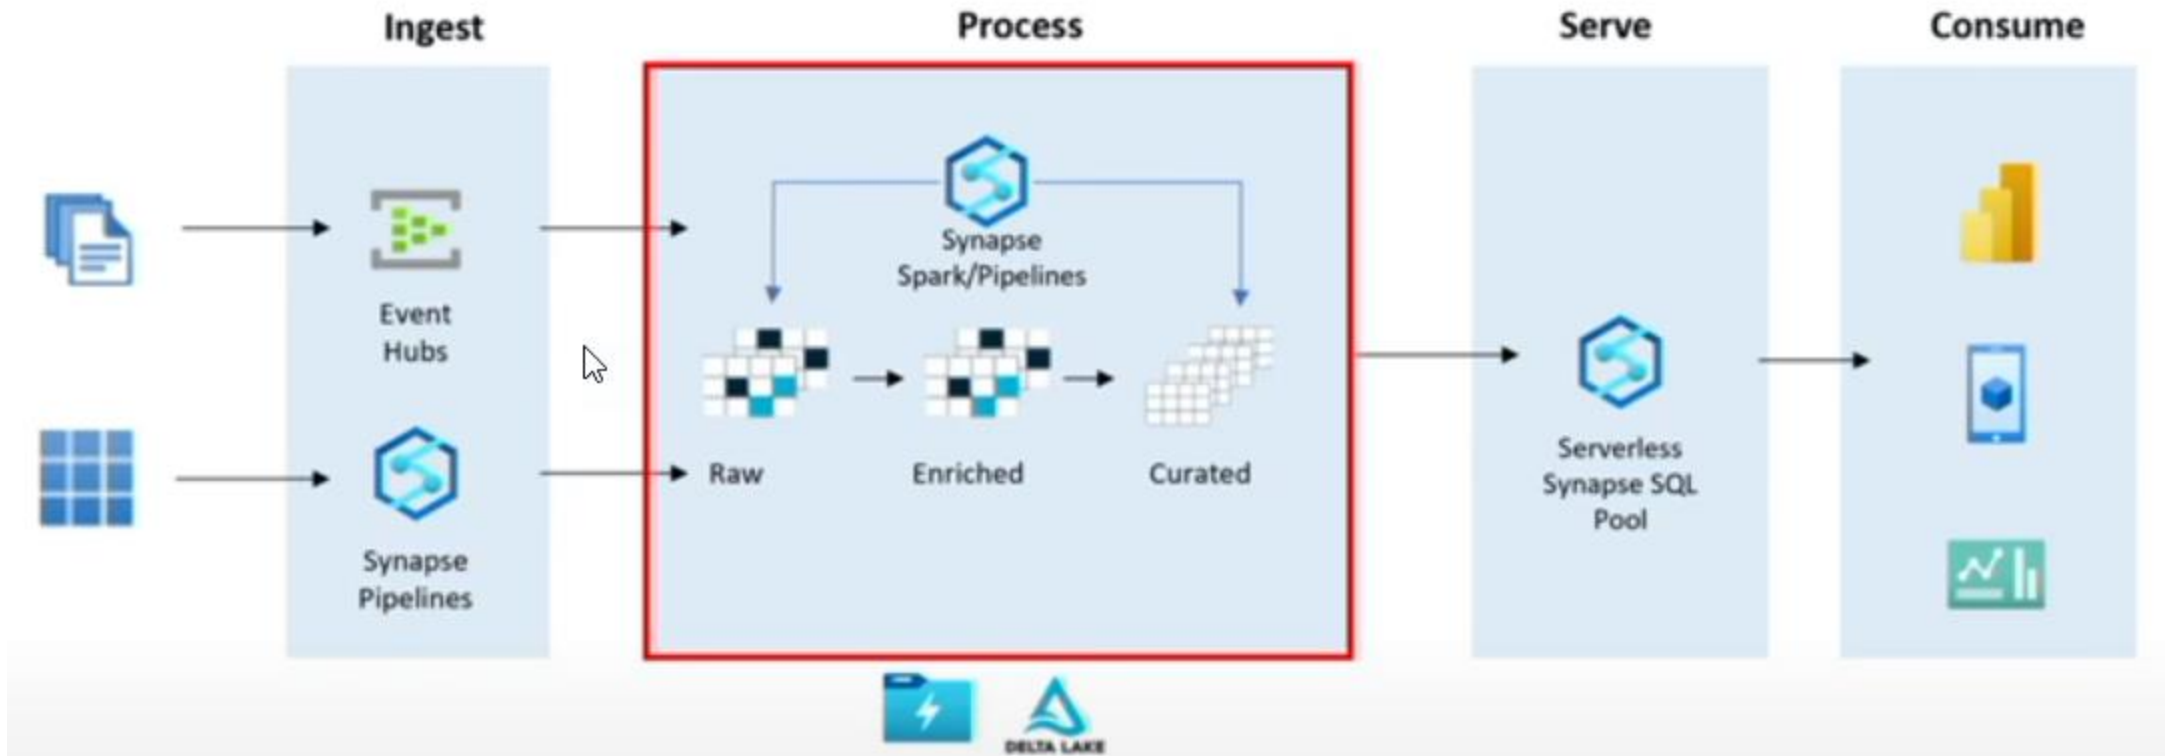 Ingest
Process
Serve
Consume
Event
Hubs
Synapse
Pipelines
Synapse
Spark/Pipelines
Raw
Enriched
Curated
Serverless
Synapse SQL
Pool
DELTA LAKE